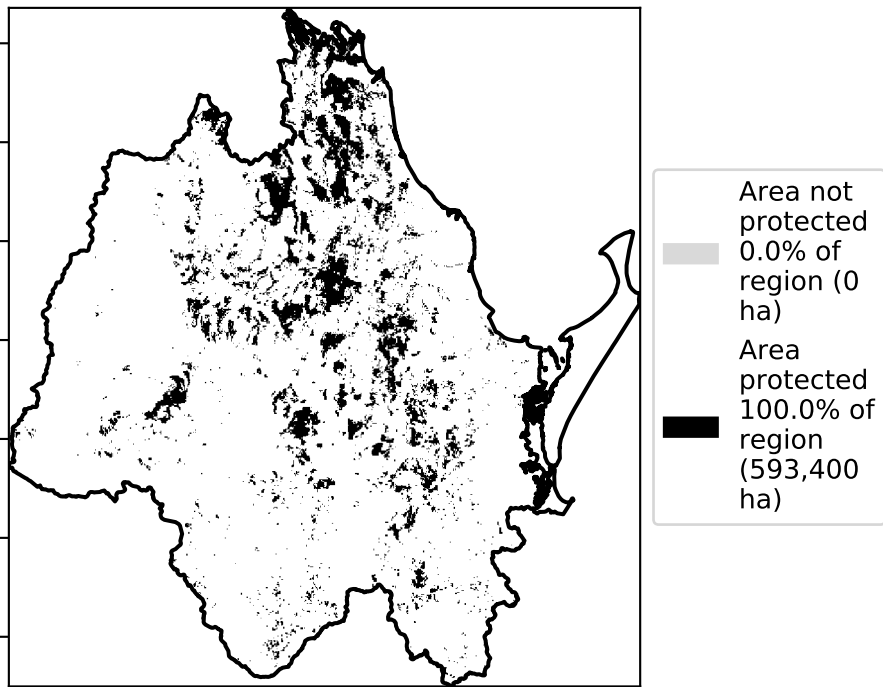 Area not
protected
0.0% of
region (0
ha)
Area
protected
100.0% of
region
(593,400
ha)